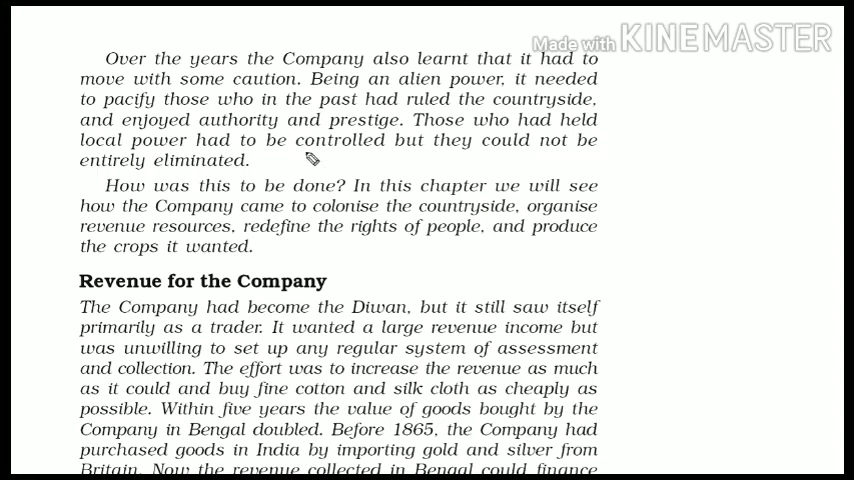 Made with KINEMASTER
Over the years the Company also learnt that it had to
move with some caution. Being an alien power, it needed
to pacify those who in the past had ruled the countryside,
and enjoyed authority and prestige. Those who had held
local power had to be controlled but they could not be
entirely eliminated.
How was this to be done? In this chapter we will see
how the Company came to colonise the countryside, organise
revenue resources, redefine the rights of people, and produce
the crops it wanted.
Revenue for the Company
The Company had become the Diwan, but it still saw itself
primarily as a trader. It wanted a large revenue income but
was unwilling to set up any regular system of assessment
and collection. The effort was to increase the revenue as much
as it could and buy fine cotton and silk cloth as cheaply as
possible. Within five years the value of goods bought by the
Company in Bengal doubled. Before 1865, the Company had
purchased goods in India by importing gold and silver from
Britain. Now the revenue collected in Bengal could finance